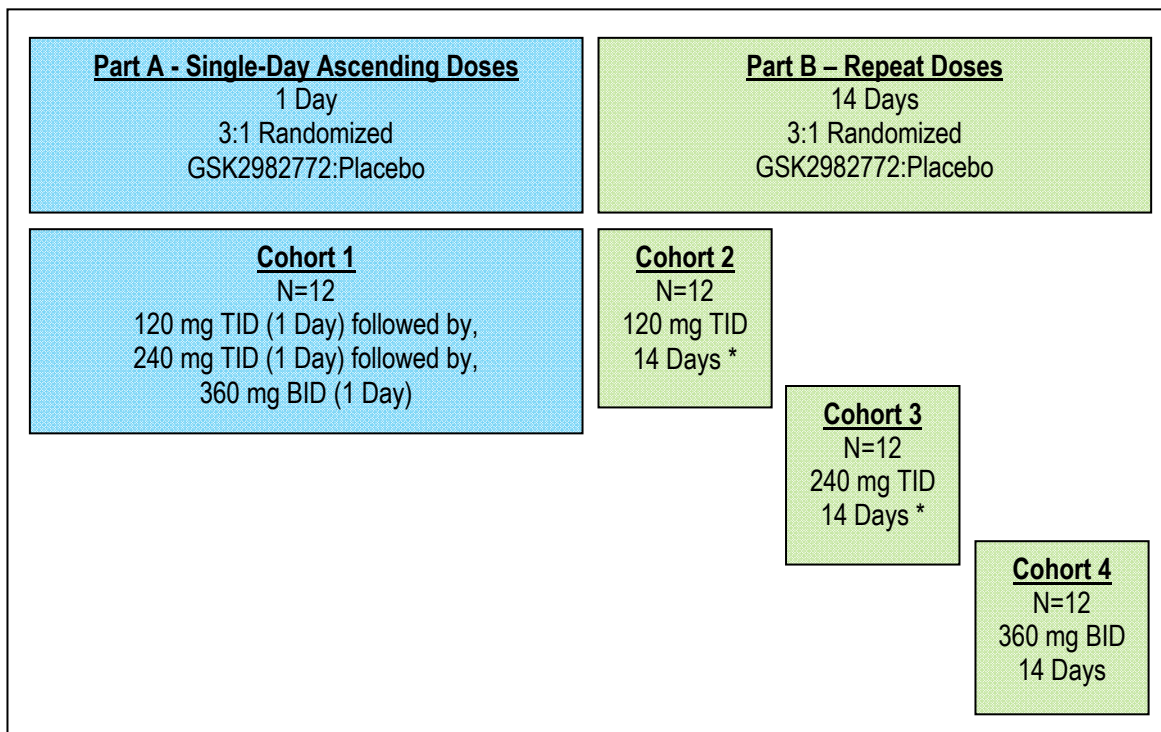 Part A - Single-Day Ascending Doses
1 Day
3:1 Randomized
GSK2982772:Placebo
Part B – Repeat Doses
14 Days
3:1 Randomized
GSK2982772:Placebo
Cohort 1
N=12
120 mg TID (1 Day) followed by,
240 mg TID (1 Day) followed by,
360 mg BID (1 Day)
Cohort 2
N=12
120 mg TID
14 Days *
Cohort 3
N=12
240 mg TID
14 Days *
Cohort 4
N=12
360 mg BID
14 Days